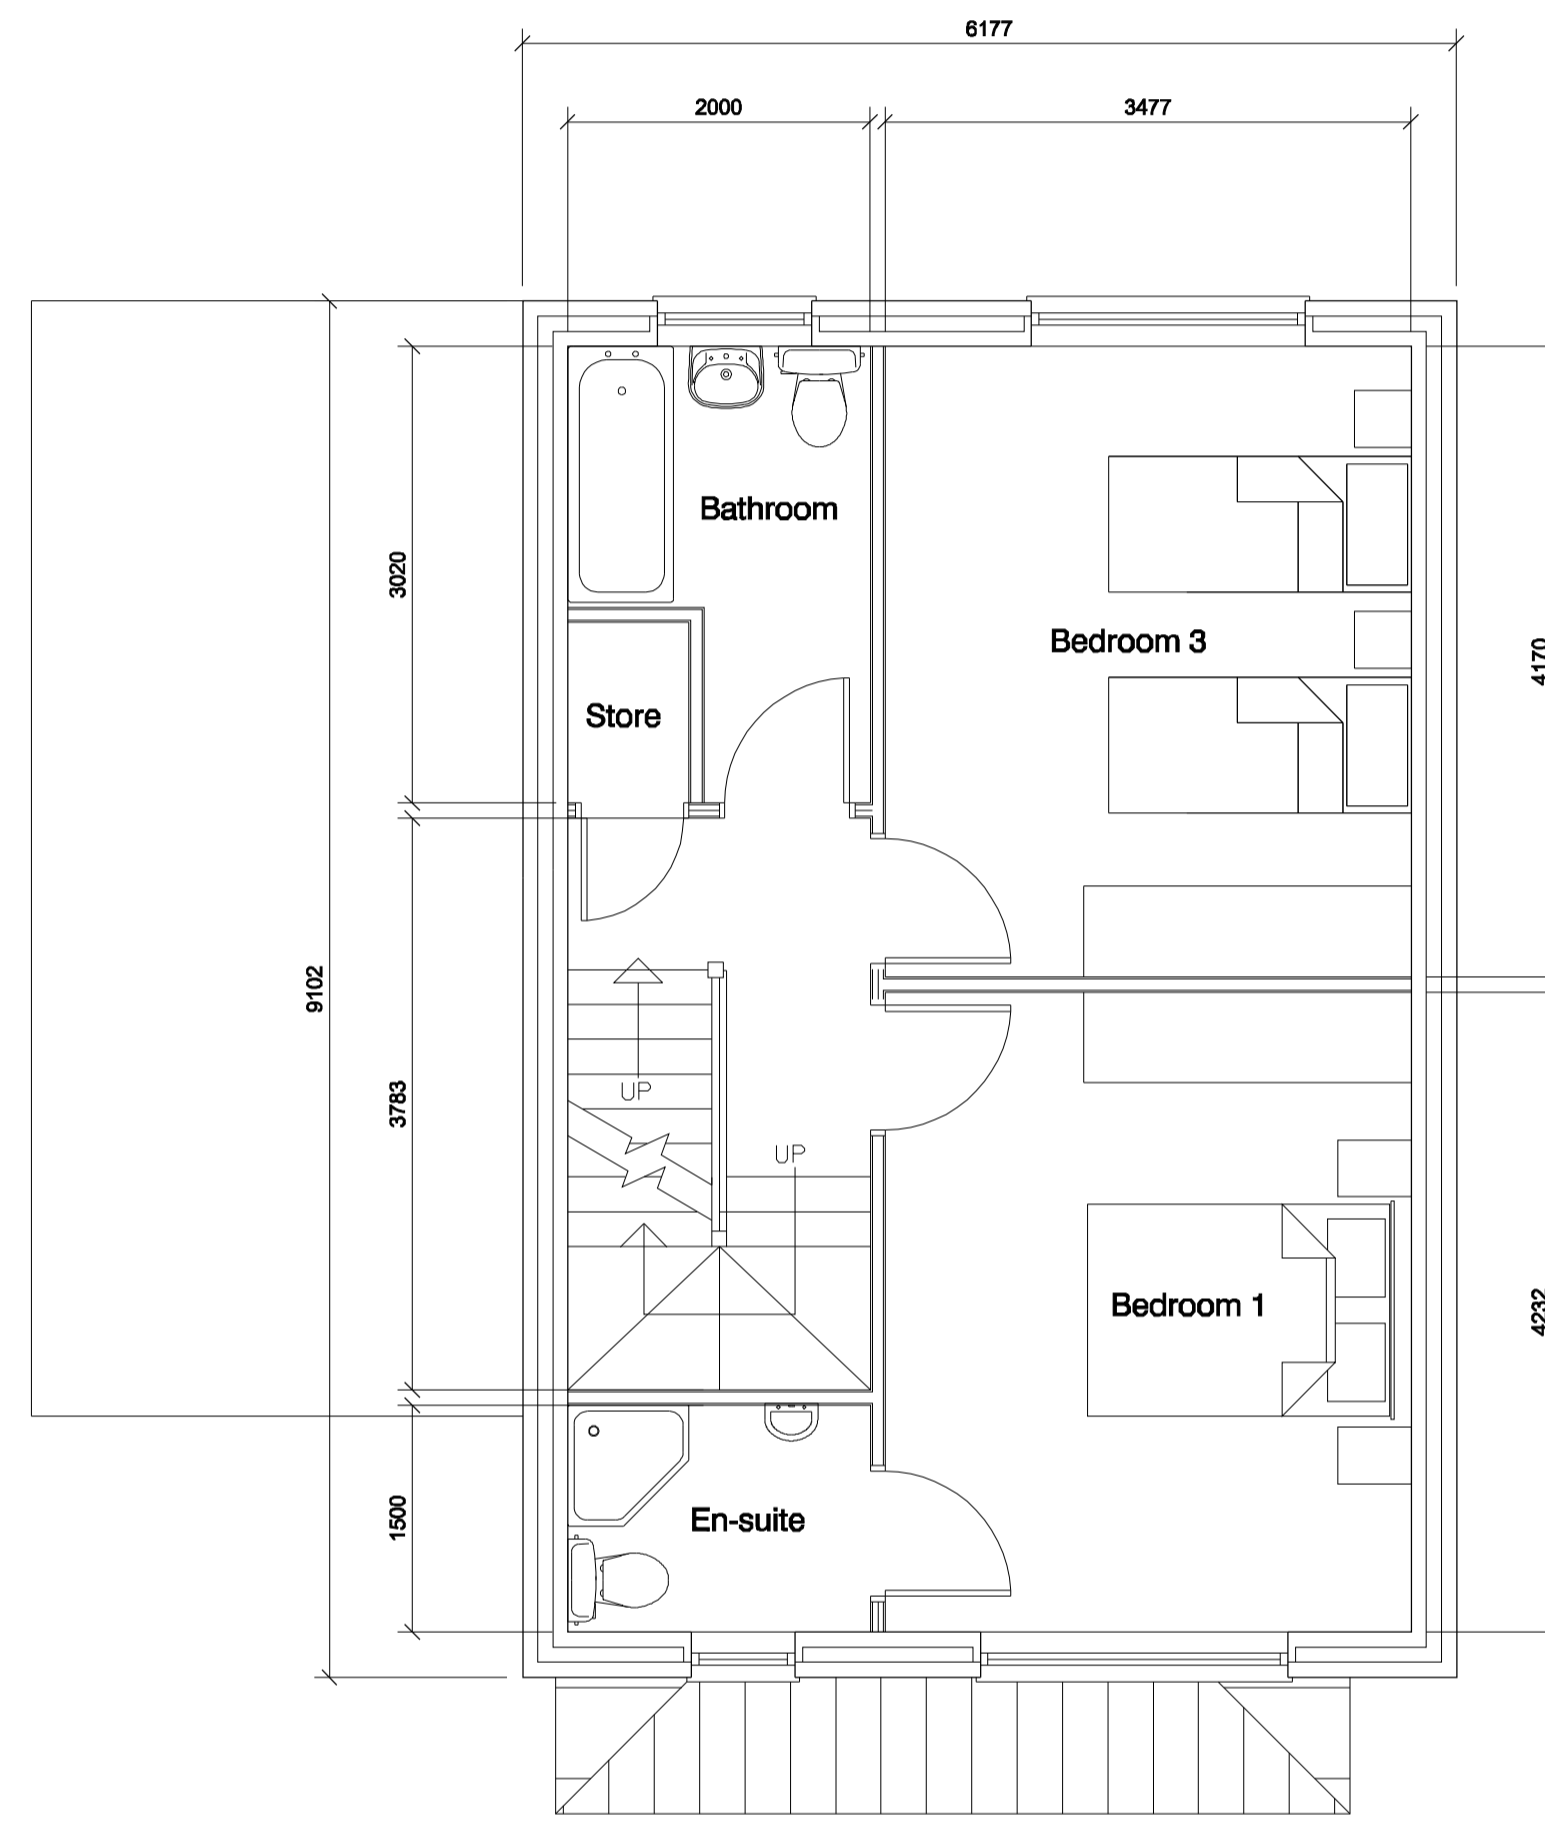 6177
2000
3477
Bathroom
3020
Bedroom 3
4170
Store
9102
UP
3783
UP
Bedroom 1
4232
1500
En-suite